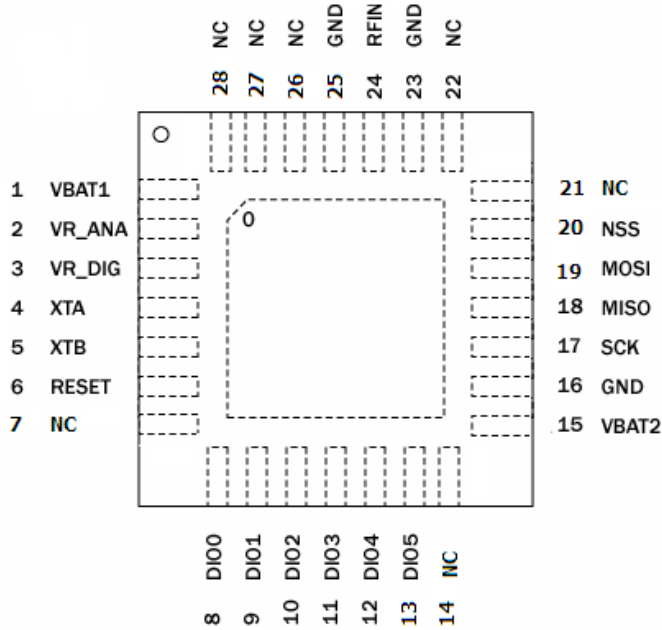 28 NC
27 NC
26 NC
25 GND
24 RFIN
23 GND
22 NC
1 VBAT1
2 VR_ANA
3 VR_DIG
4 XTA
5 XTB
6 RESET
7 NC
0
21 NC
20 NSS
19 MOSI
18 MISO
17 SCK
16 GND
15 VBAT2
8 DIO0
9 DIO1
10 DIO2
11 DIO3
12 DIO4
13 DIO5
14 NC